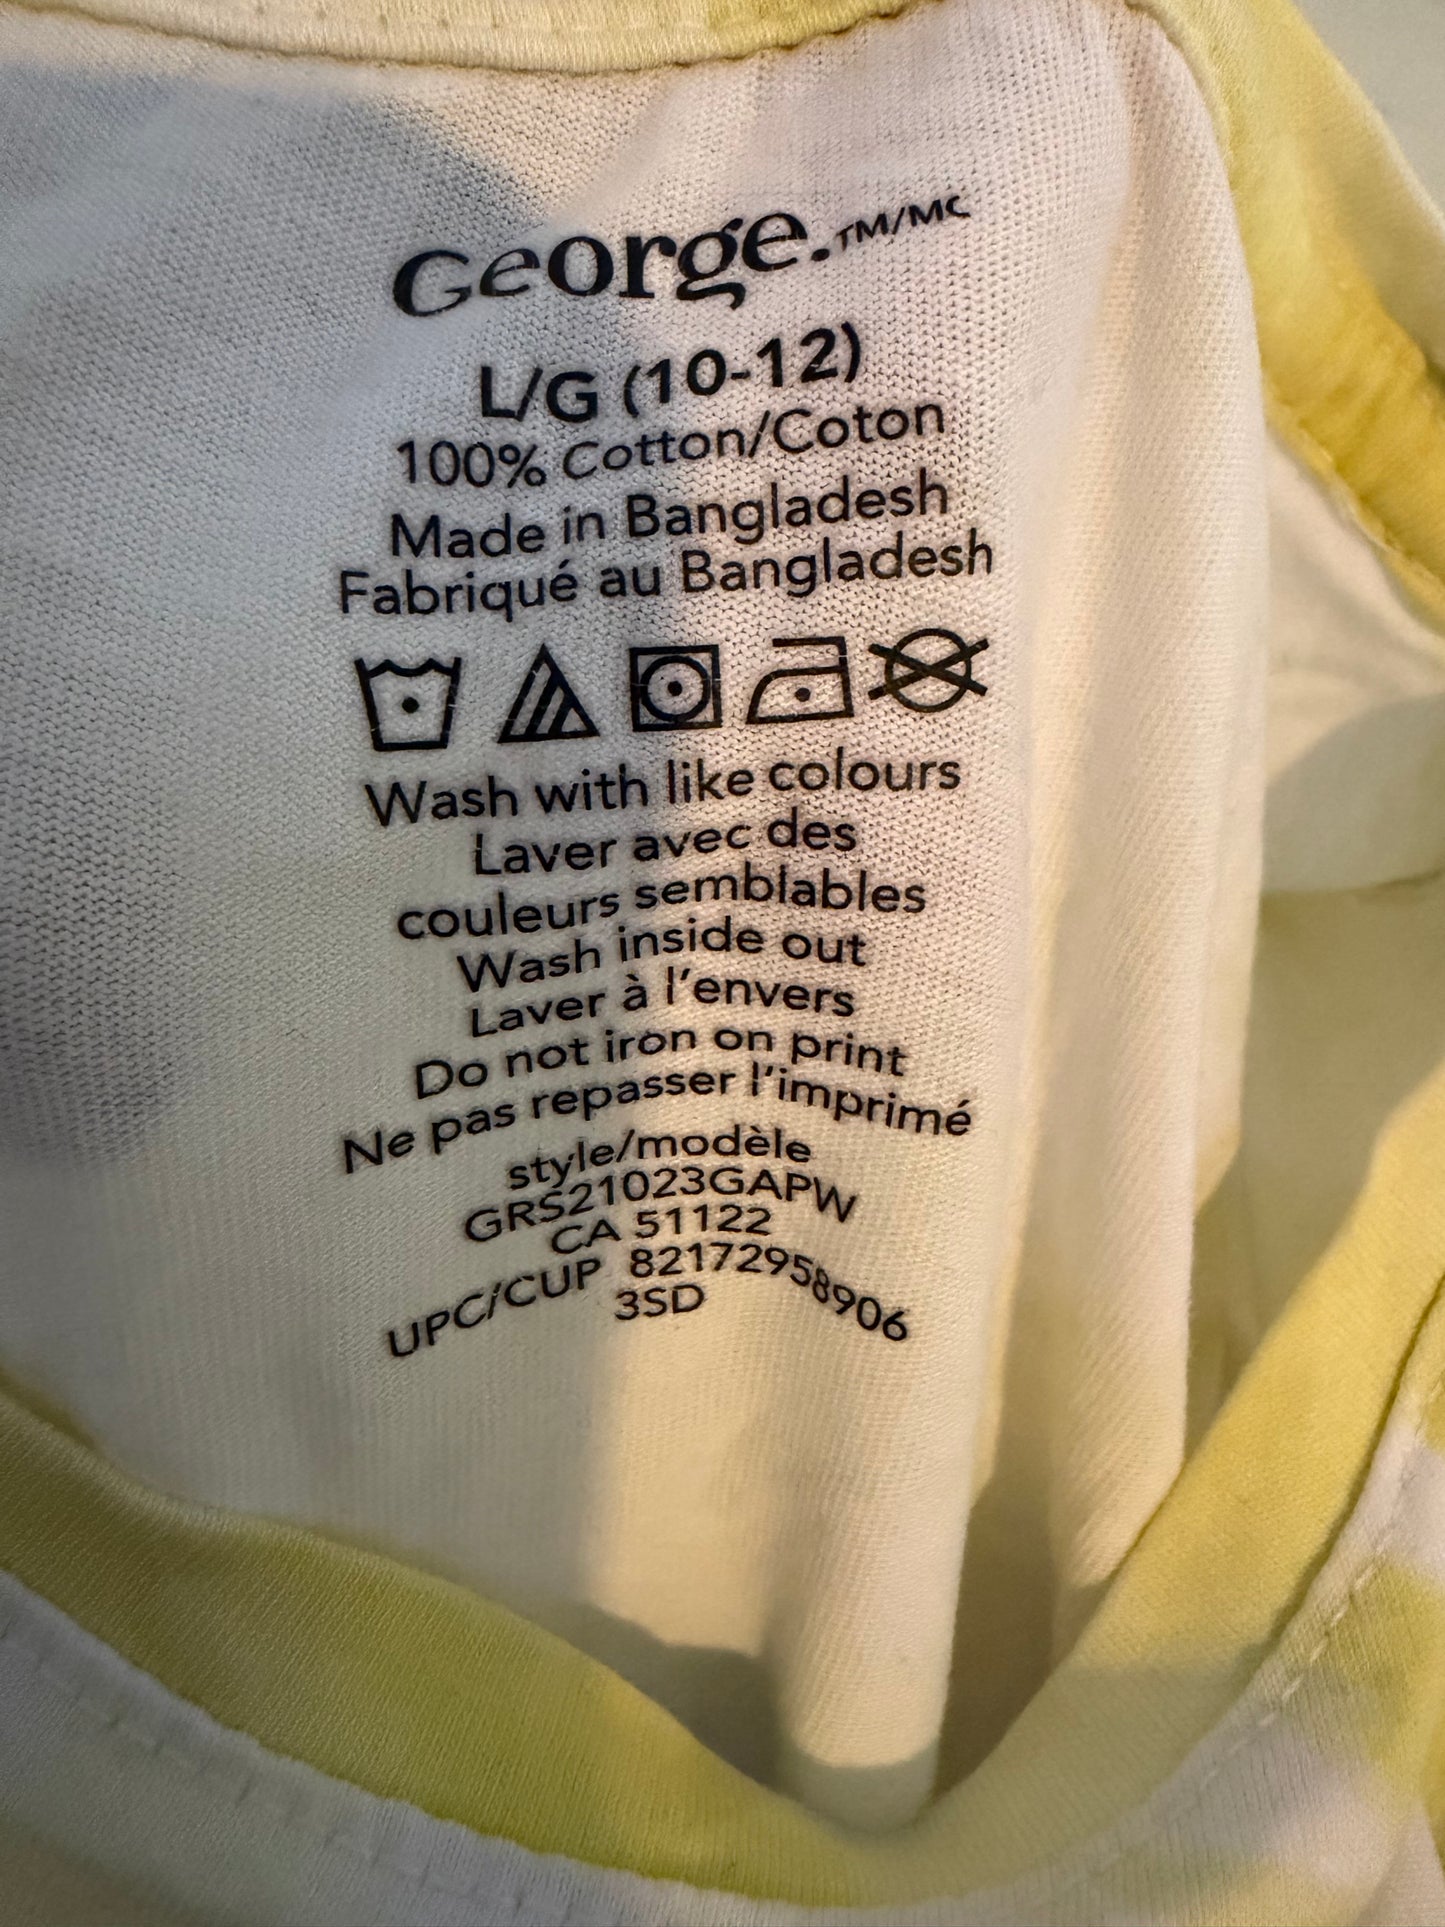 George.TM/MC
L/G (10-12)
100% Cotton/Coton
Made in Bangladesh
Fabriqué au Bangladesh
Wash with like colours
Laver avec des
couleurs semblables
Wash inside out
Laver à l'envers
Do not iron on print
Ne pas repasser l'imprimé
style/modèle
GRS21023GAPW
CA 51122
UPC/CUP 82172958906
3SD